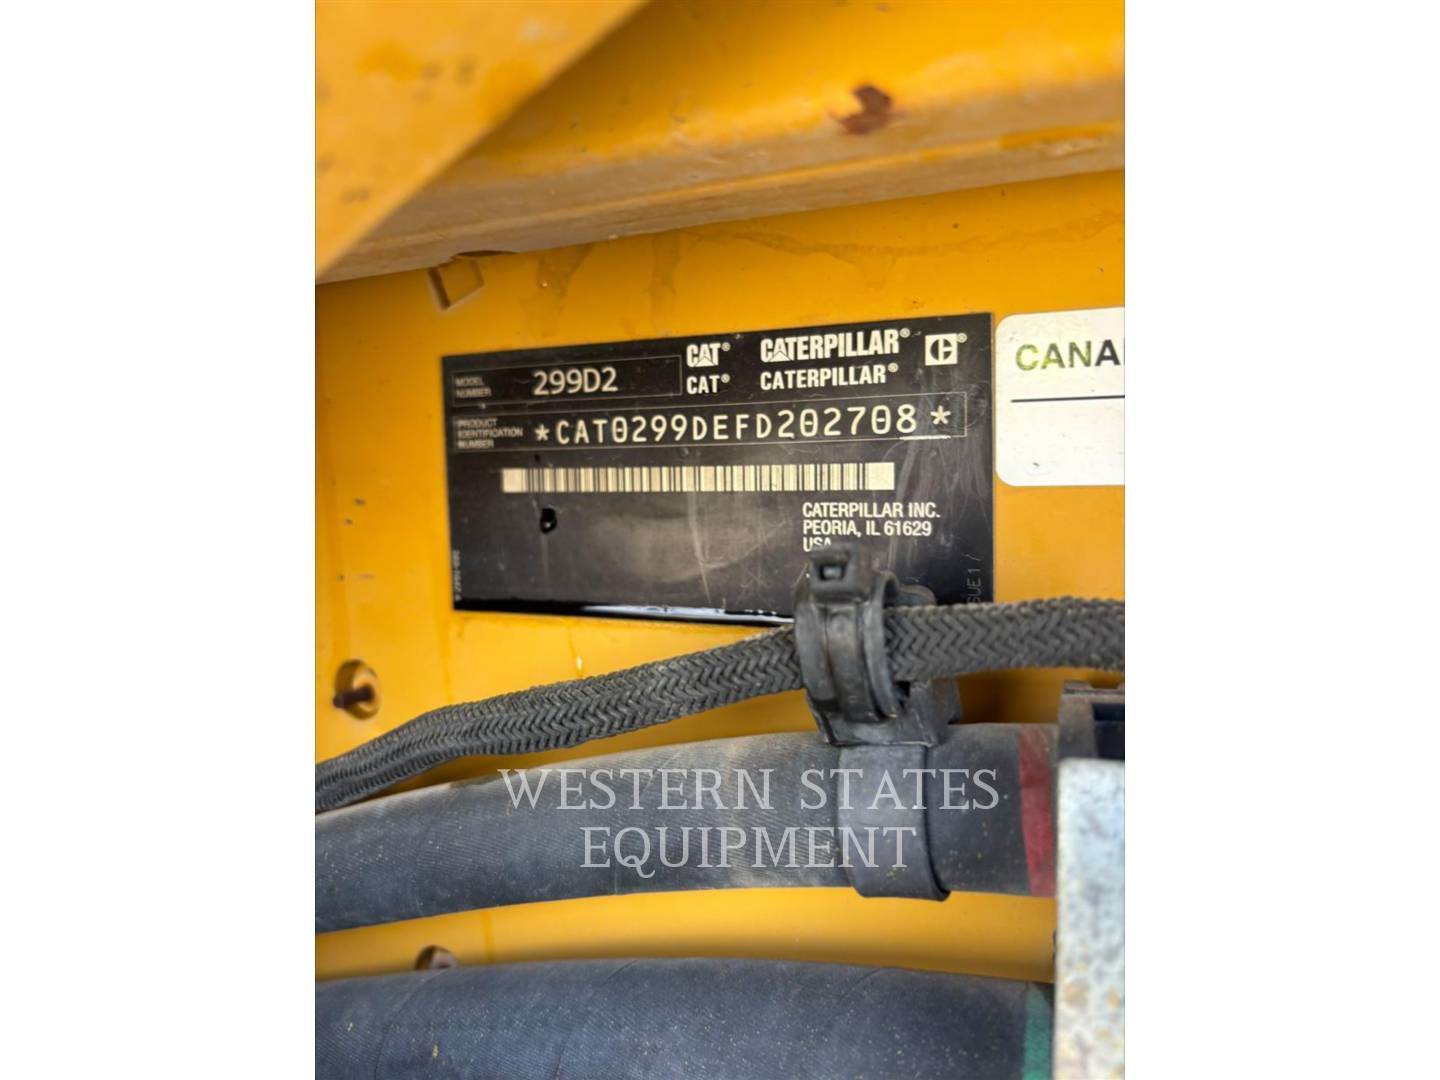 MODEL NUMBER 299D2 CAT® CATERPILLAR®
CAT® CATERPILLAR®
PRODUCT IDENTIFICATION NUMBER *CAT0299DEFD202708*
CATERPILLAR INC.
PEORIA, IL 61629
USA
CANA
WESTERN STATES
EQUIPMENT